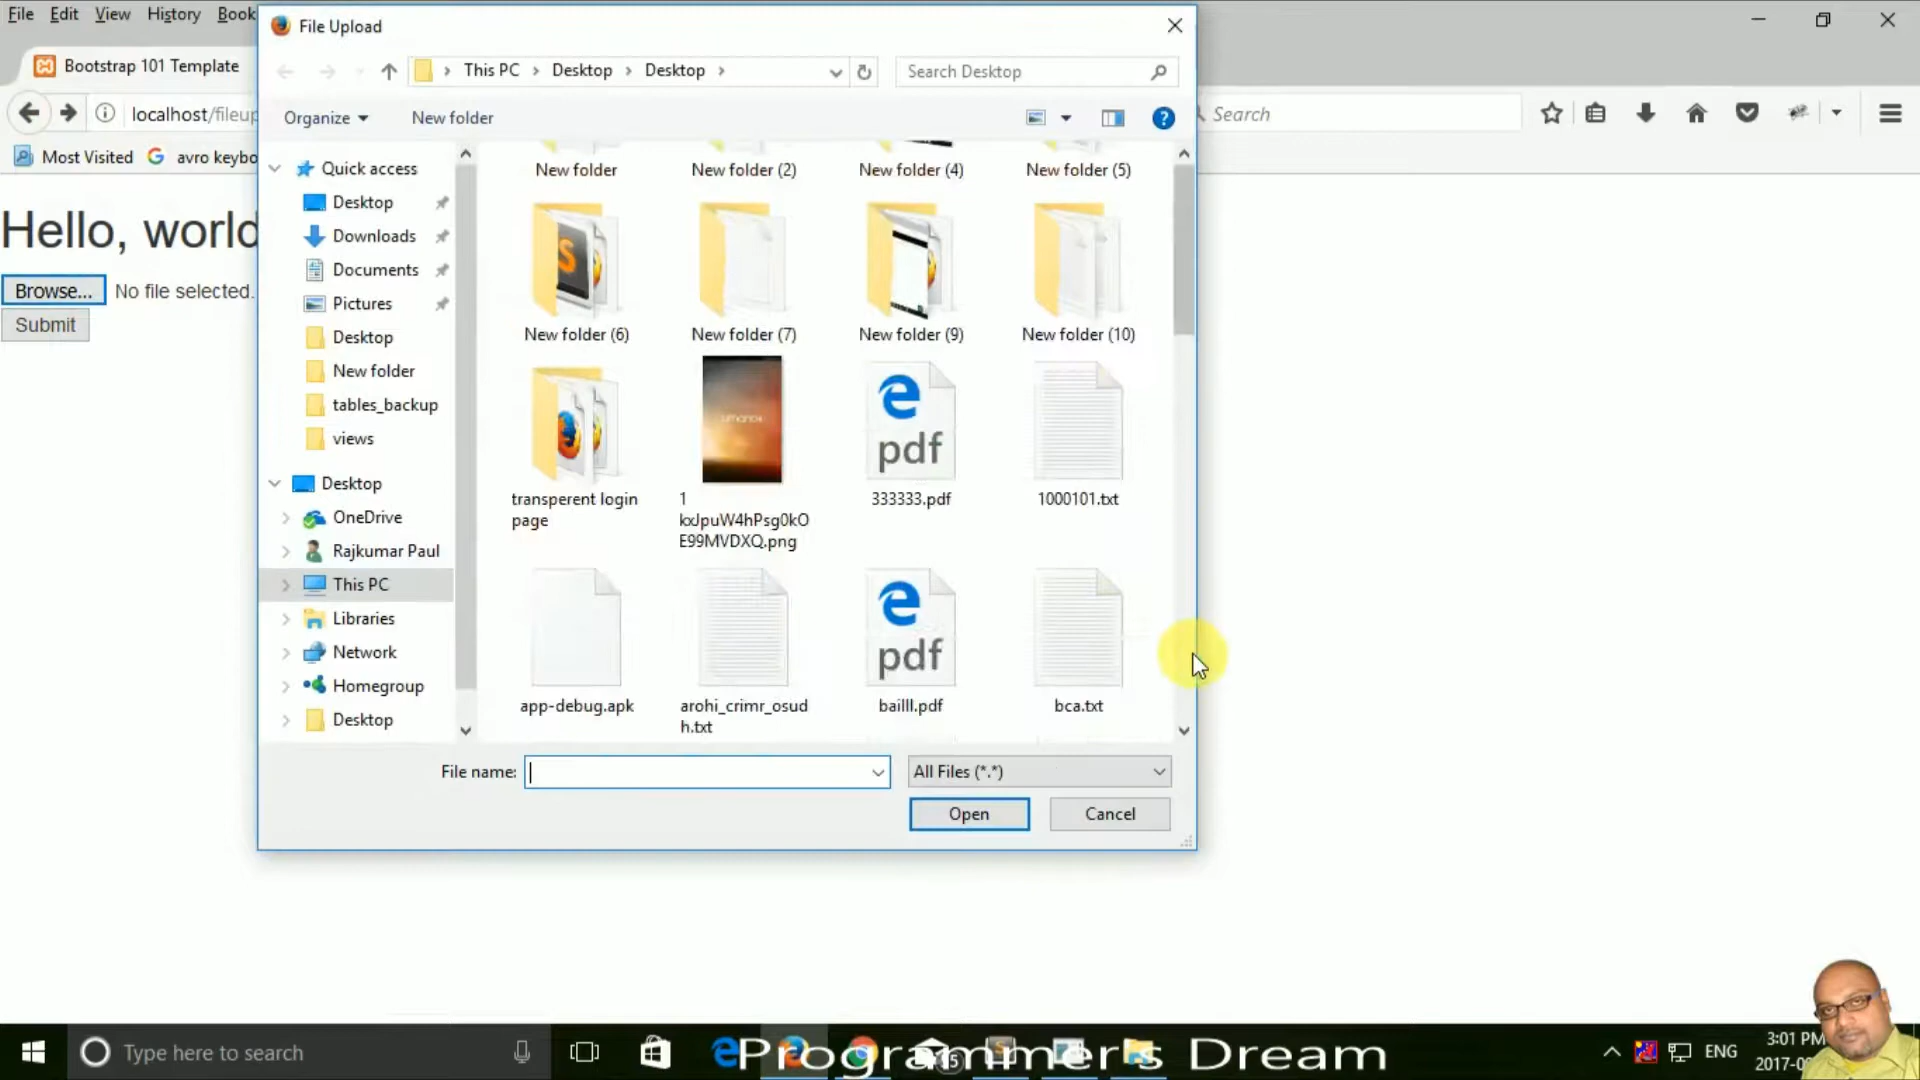 File Edit View History Book
File Upload
Bootstrap 101 Template
This PC Desktop Desktop
Search Desktop
localhost/fileup
Search
Organize New folder
Most Visited avro keybo
Hello, world
Browse... No file selected.
Submit
Quick access
Desktop
Downloads
Documents
Pictures
Desktop
New folder
tables_backup
views
Desktop
OneDrive
Rajkumar Paul
This PC
Libraries
Network
Homegroup
Desktop
New folder New folder (2) New folder (4) New folder (5)
New folder (6) New folder (7) New folder (9) New folder (10)
transperent login
page
1
kxJpuW4hPsg0kO
E99MVDXQ.png
333333.pdf
1000101.txt
app-debug.apk
arohi_crimr_osud
h.txt
bailll.pdf
bca.txt
File name: All Files (*.*)
Open Cancel
Type here to search
Programmer's Dream
ENG
3:01 PM